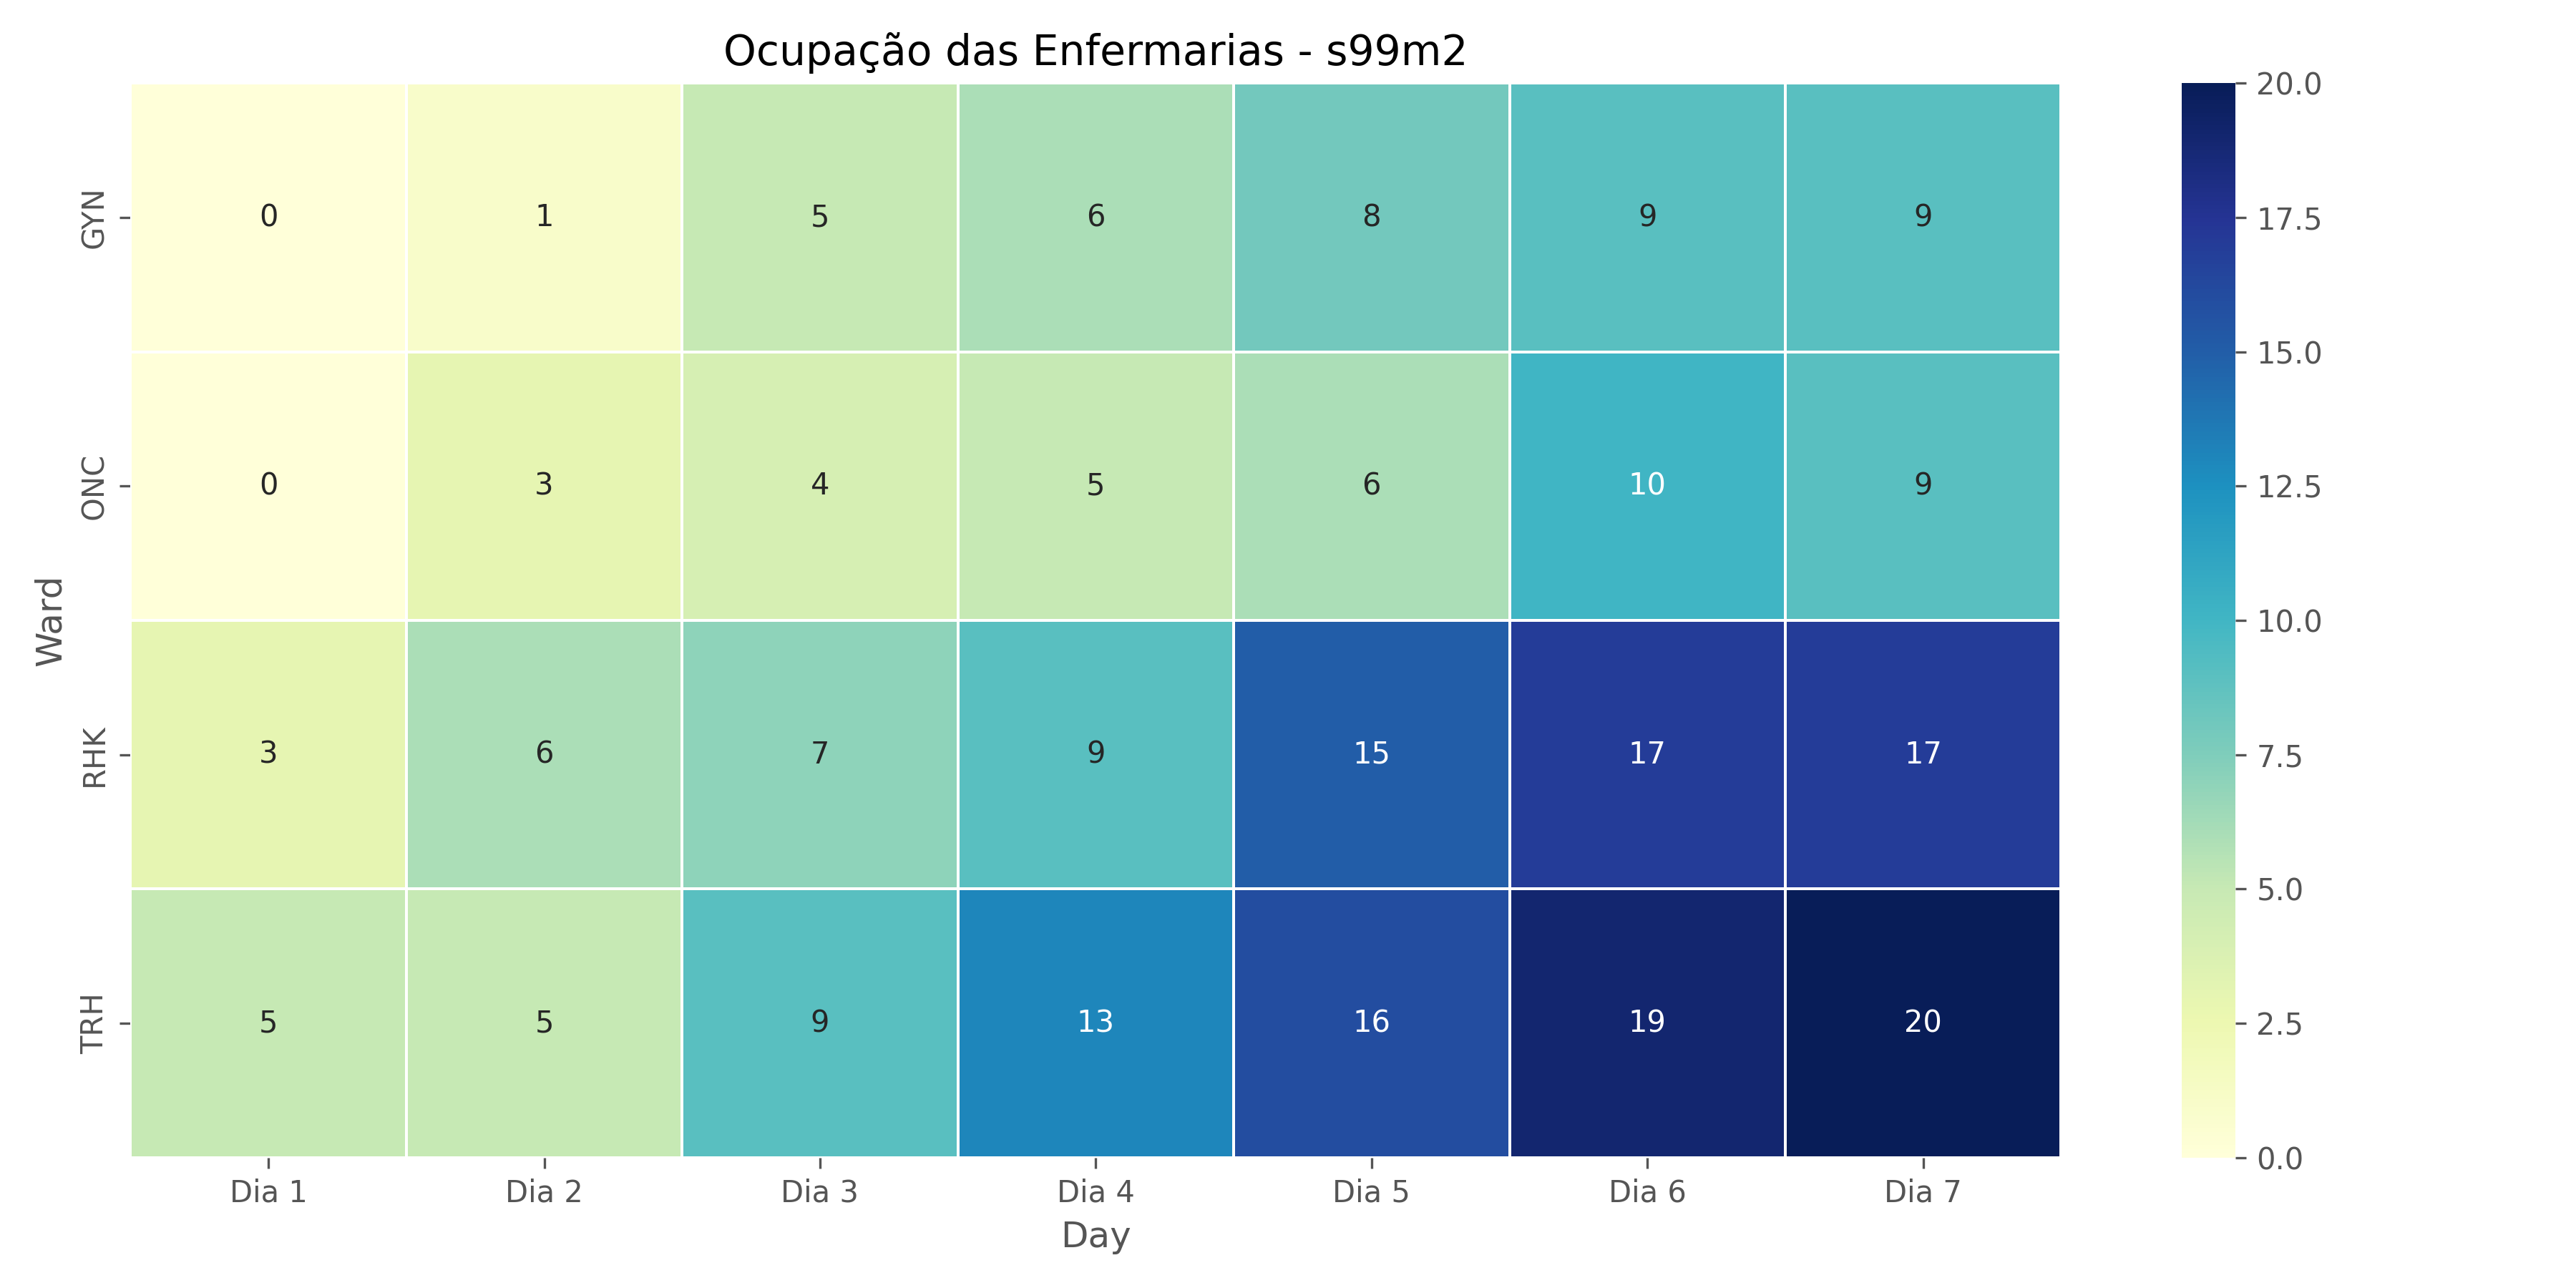 Ocupação das Enfermarias - s99m2
Ward
GYN
0 1 5 6 8 9 9
ONC
0 3 4 5 6 10 9
RHK
3 6 7 9 15 17 17
TRH
5 5 9 13 16 19 20
Dia 1 Dia 2 Dia 3 Dia 4 Dia 5 Dia 6 Dia 7
Day
20.0
17.5
15.0
12.5
10.0
7.5
5.0
2.5
0.0